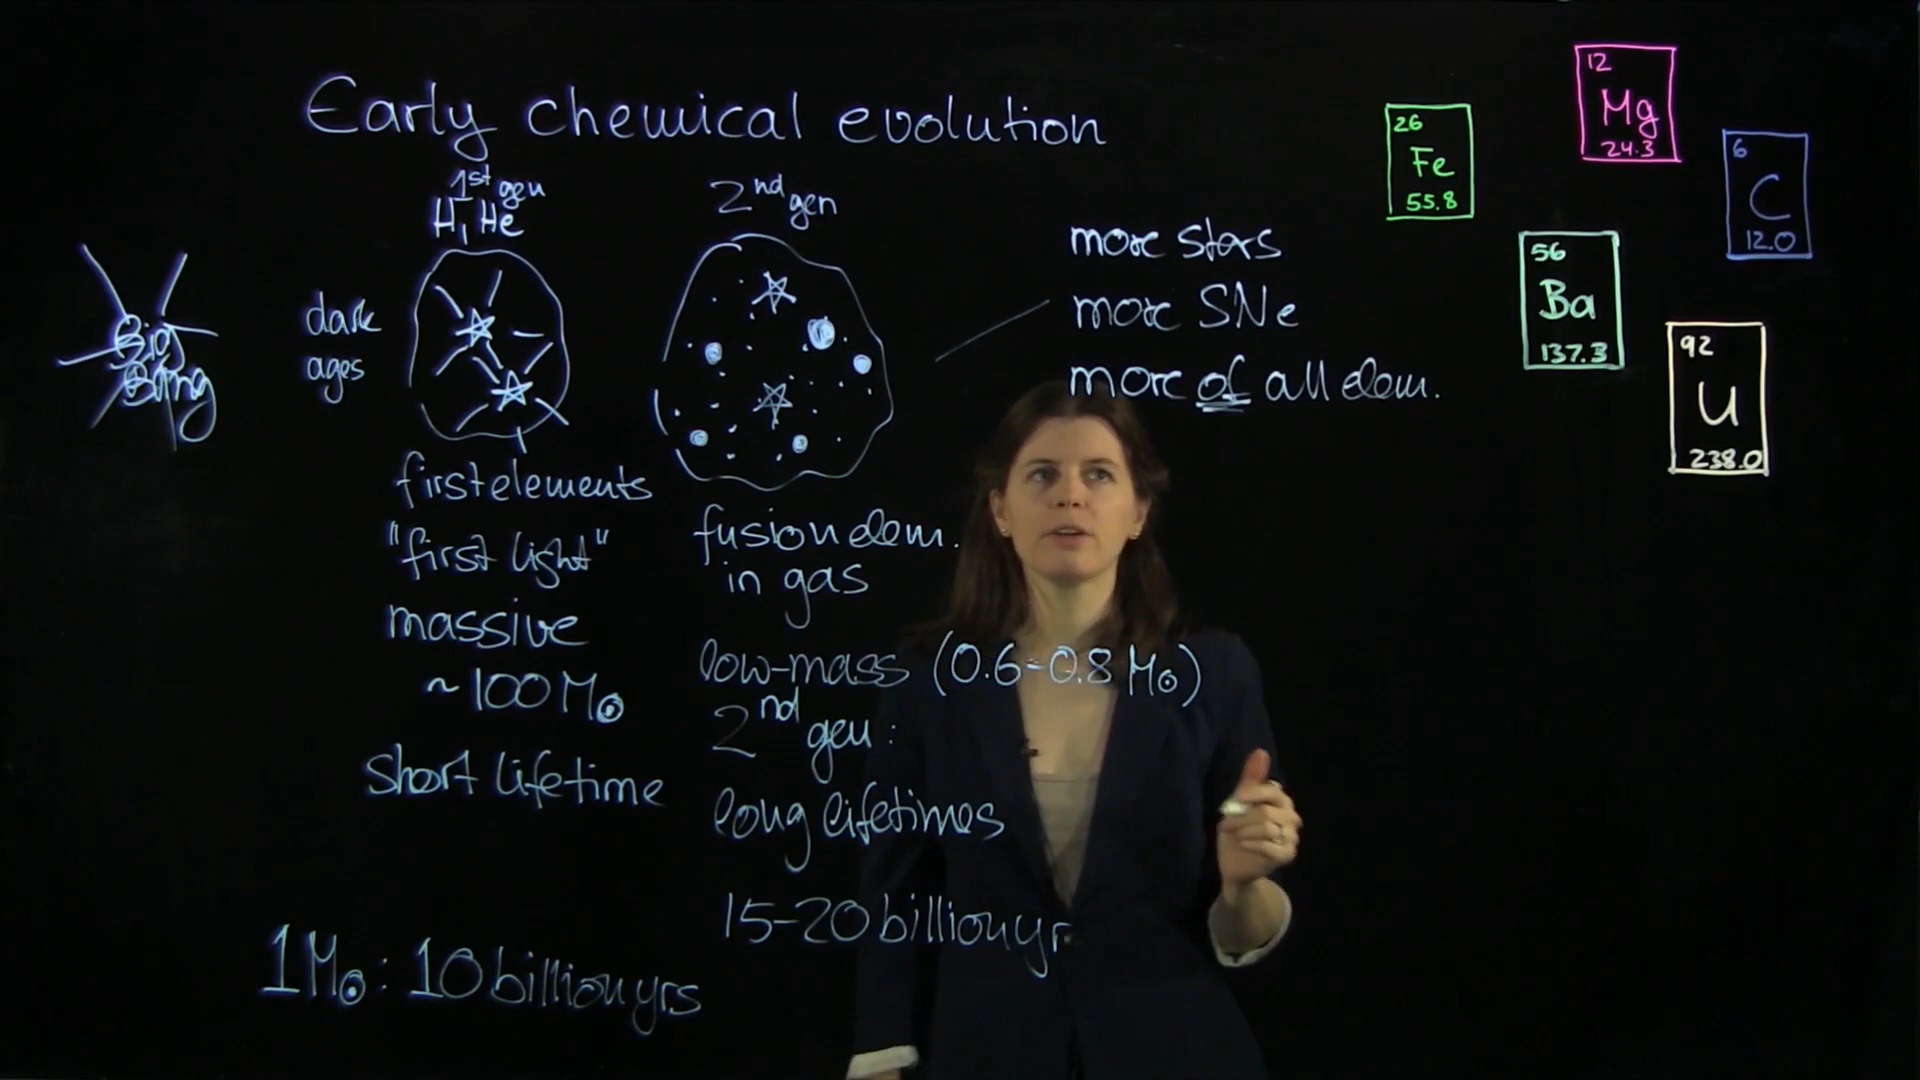 Early chemical evolution
Big
Bang
dark
ages
1st gen
H, He
first elements
"first light"
massive
~100 M☉
short lifetime
1M☉: 10 billion yrs
2nd gen
fusion elem.
in gas
low-mass (0.6-0.8 M☉)
2nd gen:
long lifetimes
15-20 billion yr
more stars
more SNe
more of all elem.
26
Fe
55.8
12
Mg
24.3
6
C
12.0
56
Ba
137.3
92
U
238.0